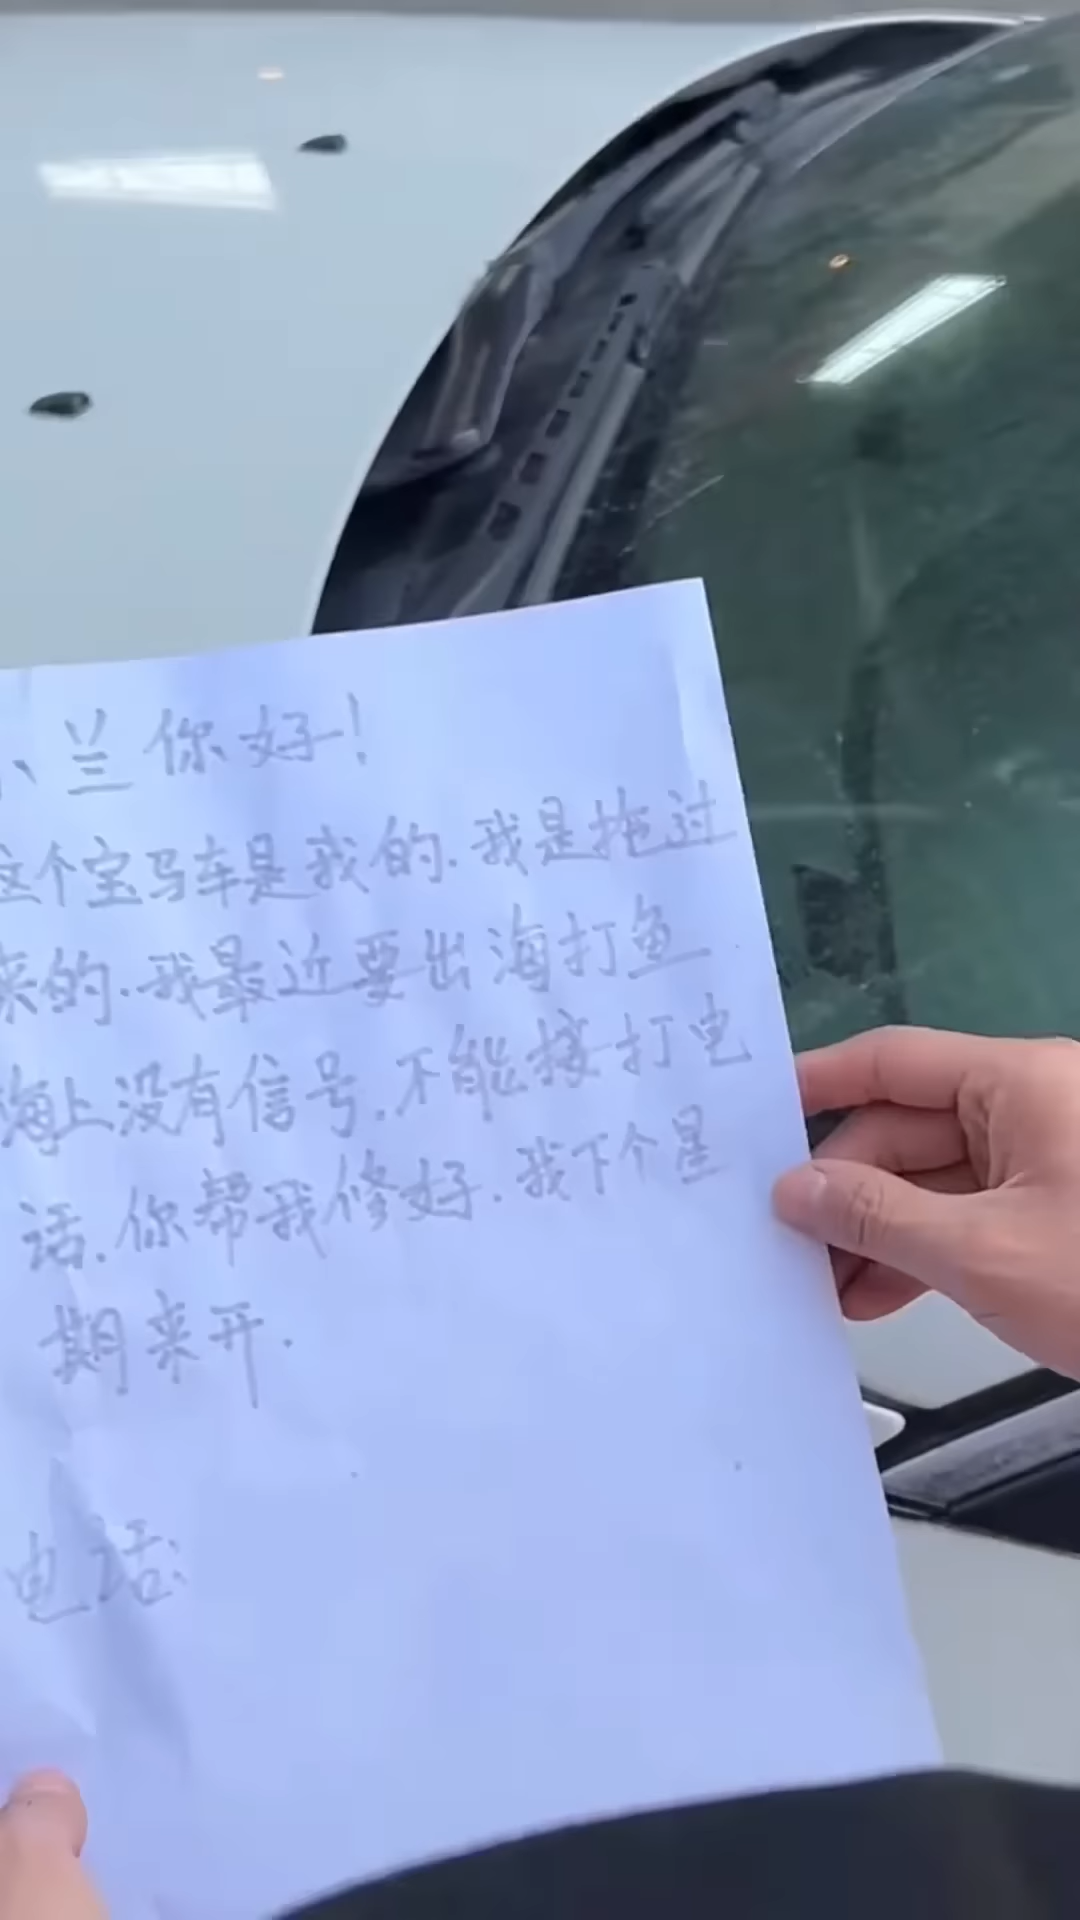 小兰你好!
这个宝马车是我的.我是拖过
来的.我最近要出海打鱼
海上没有信号.不能接打电
话.你帮我修好.我下个星
期来开.
电话: